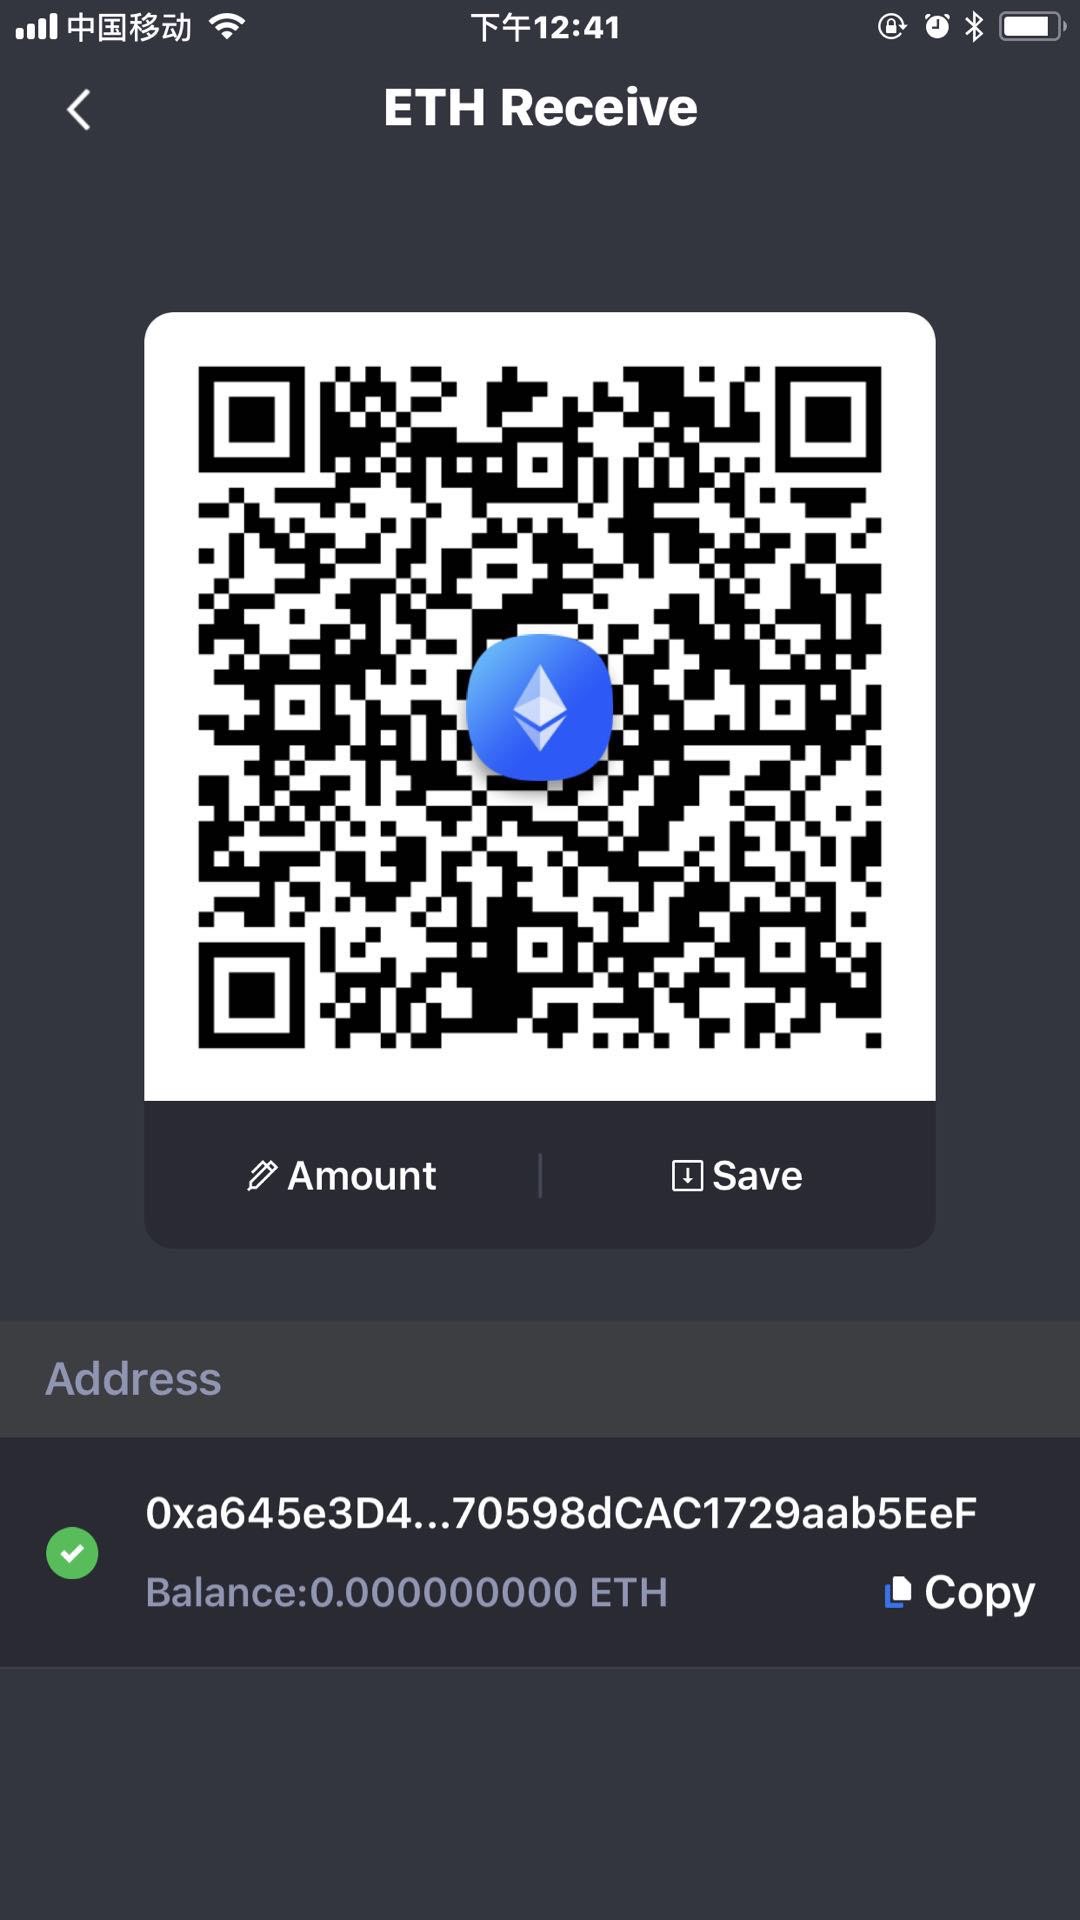 中国移动 下午12:41
ETH Receive
Amount Save
Address
0xa645e3D4...70598dCAC1729aab5EeF
Balance:0.000000000 ETH Copy